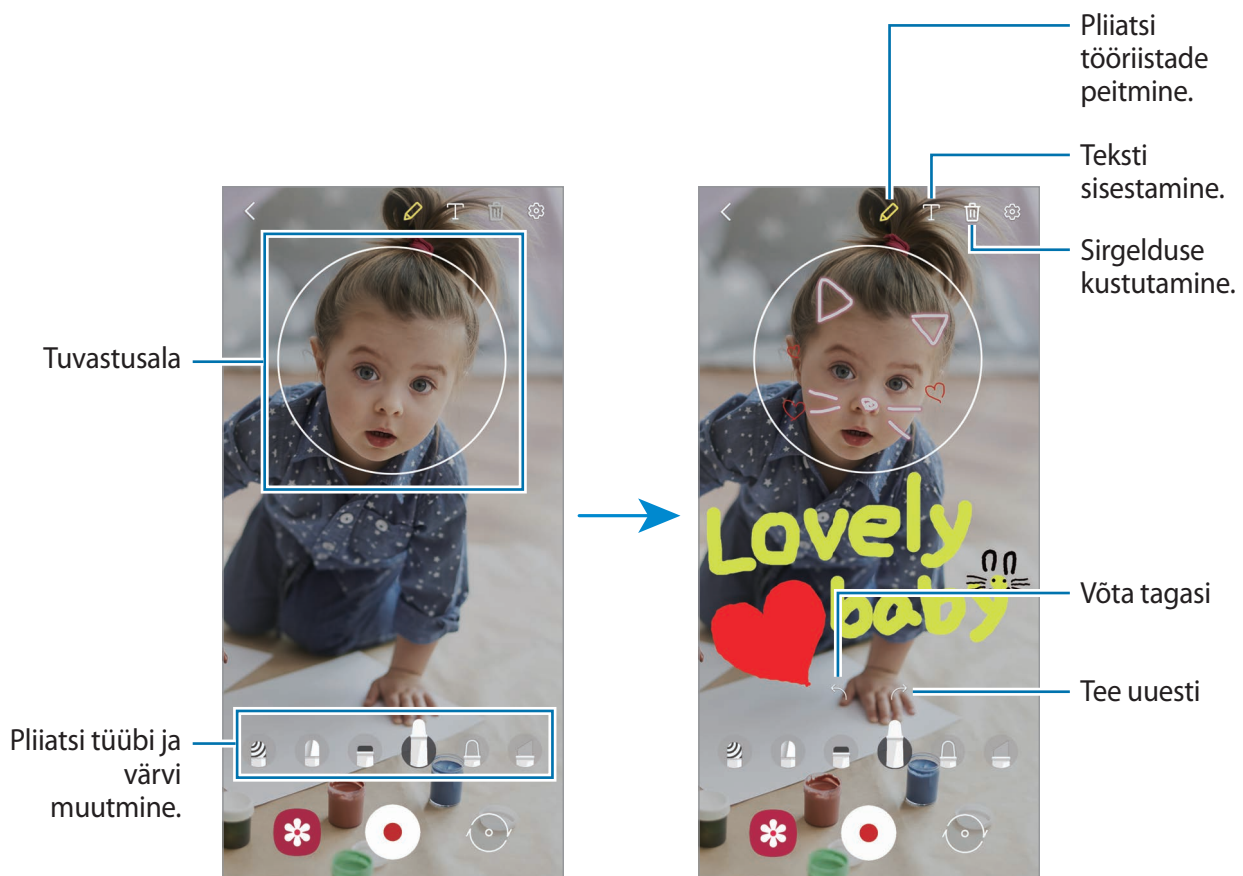 Pliiatsi
tööriistade
peitmine.
Teksti
sisestamine.
Sirgelduse
kustutamine.
Tuvastusala
Lovely
baby
Võta tagasi
Tee uuesti
Pliiatsi tüübi ja
värvi
muutmine.